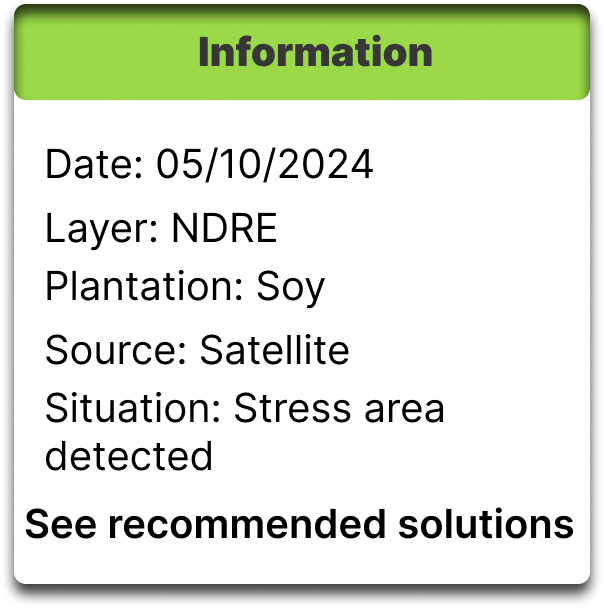 Information
Date: 05/10/2024
Layer: NDRE
Plantation: Soy
Source: Satellite
Situation: Stress area
detected
See recommended solutions